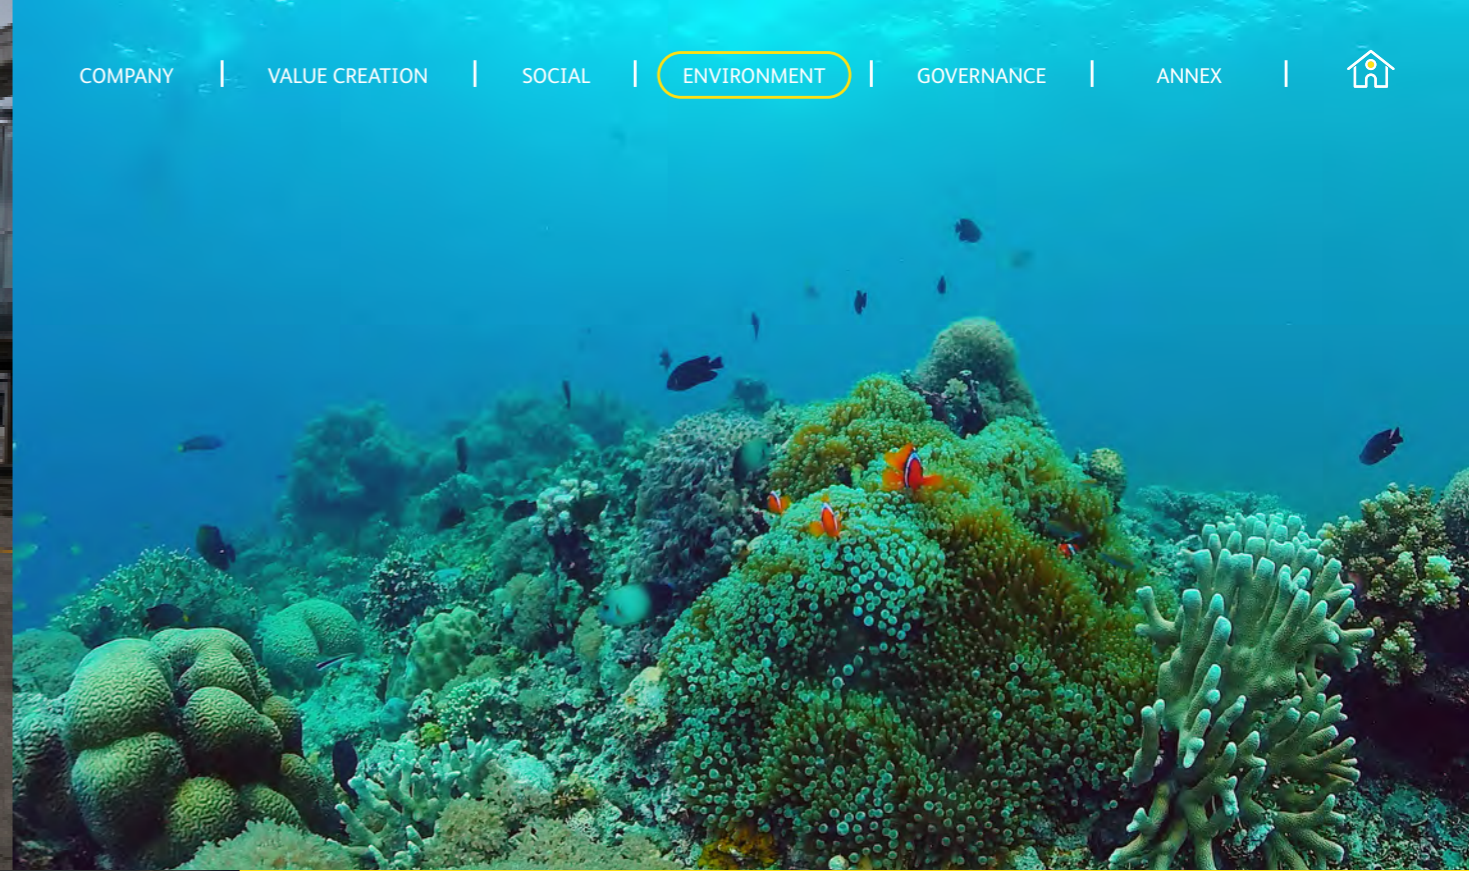 COMPANY | VALUE CREATION | SOCIAL | ENVIRONMENT | GOVERNANCE | ANNEX |